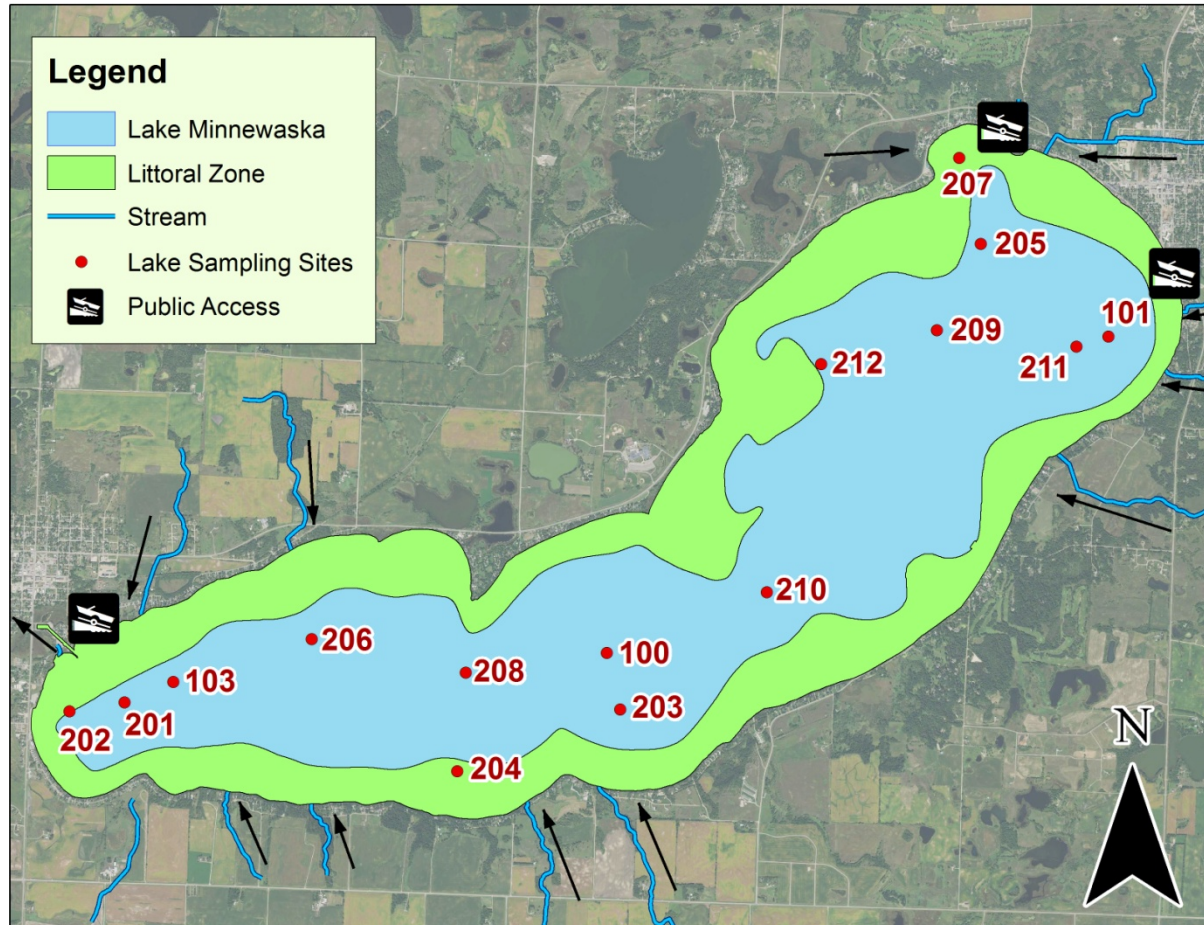 Legend
Lake Minnewaska
Littoral Zone
Stream
Lake Sampling Sites
Public Access
207
205
101
209
211
212
210
206
100
103
208
203
201
202
204
N